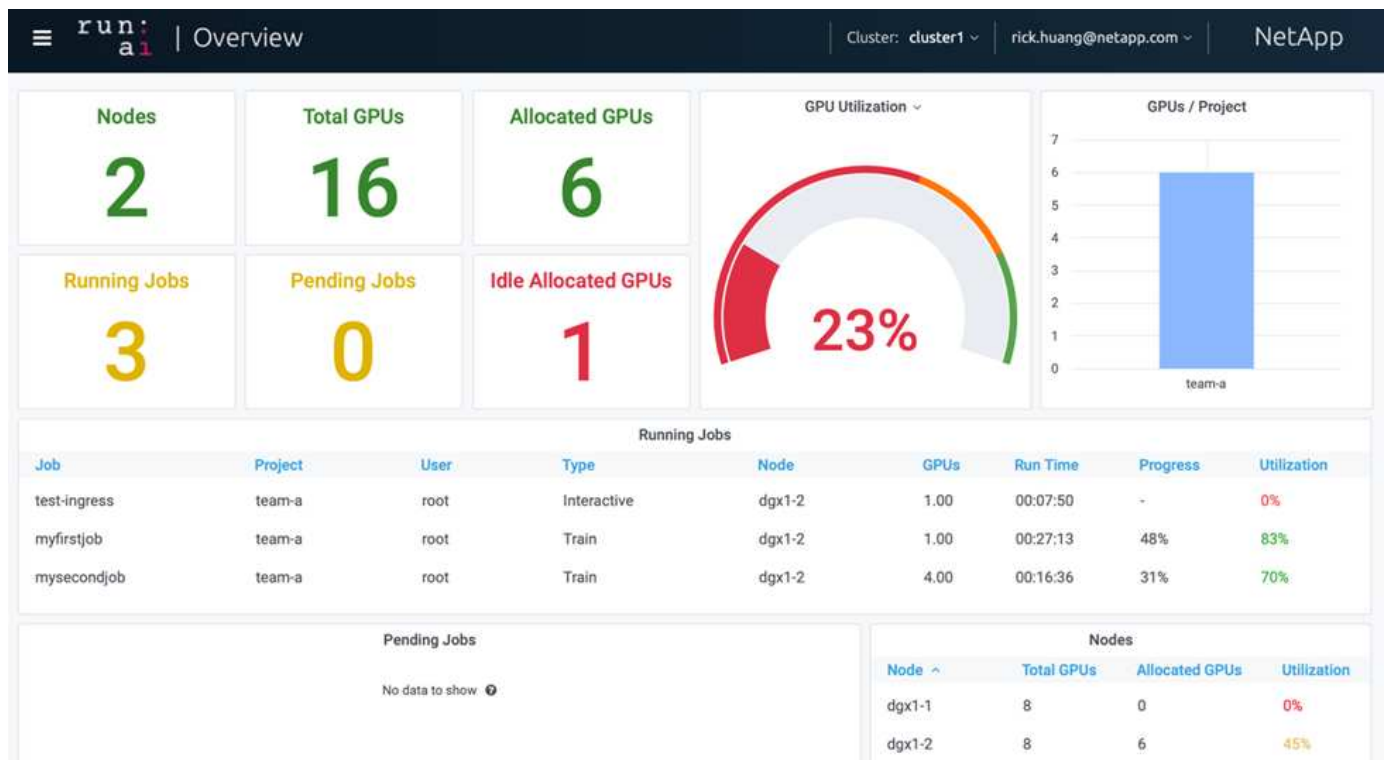 run: ai | Overview Cluster: cluster1 rick.huang@netapp.com NetApp
Nodes Total GPUs Allocated GPUs
2 16 6
Running Jobs Pending Jobs Idle Allocated GPUs
3 0 1
GPU Utilization
23%
GPUs / Project
7
6
5
4
3
2
1
0
team-a
Running Jobs
Job Project User Type Node GPUs Run Time Progress Utilization
test-ingress team-a root Interactive dgx1-2 1.00 00:07:50 - 0%
myfirstjob team-a root Train dgx1-2 1.00 00:27:13 48% 83%
mysecondjob team-a root Train dgx1-2 4.00 00:16:36 31% 70%
Pending Jobs
No data to show
Nodes
Node Total GPUs Allocated GPUs Utilization
dgx1-1 8 0 0%
dgx1-2 8 6 45%